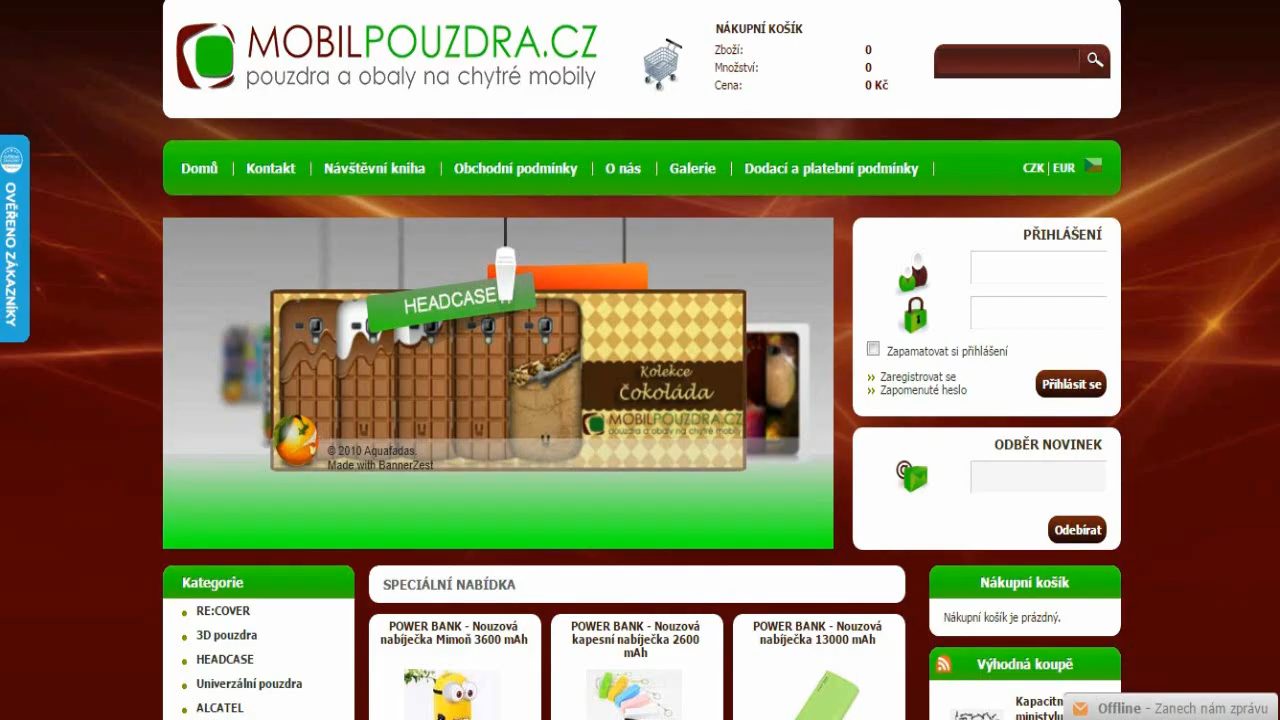 MOBILPOUZDRA.CZ
pouzdra a obaly na chytré mobily
NÁKUPNÍ KOŠÍK
Zboží: 0
Množství: 0
Cena: 0 Kč
OVĚŘENO ZÁKAZNÍKY
Domů | Kontakt | Návštěvní kniha | Obchodní podmínky | O nás | Galerie | Dodací a platební podmínky |
CZK | EUR
HEADCASE
Kolekce
Čokoláda
MOBILPOUZDRA.CZ
pouzdra a obaly na chytré mobily
© 2010 Aquafadas.
Made with BannerZest
PŘIHLÁŠENÍ
Zapamatovat si přihlášení
Zaregistrovat se
Zapomenuté heslo
Přihlásit se
ODBĚR NOVINEK
Odebírat
Kategorie
RE:COVER
3D pouzdra
HEADCASE
Univerzální pouzdra
ALCATEL
SPECIÁLNÍ NABÍDKA
POWER BANK - Nouzová
nabíječka Mimoň 3600 mAh
POWER BANK - Nouzová
kapesní nabíječka 2600
mAh
POWER BANK - Nouzová
nabíječka 13000 mAh
Nákupní košík
Nákupní košík je prázdný.
Výhodná koupě
Kapacitn
ministylu
Offline - Zanech nám zprávu